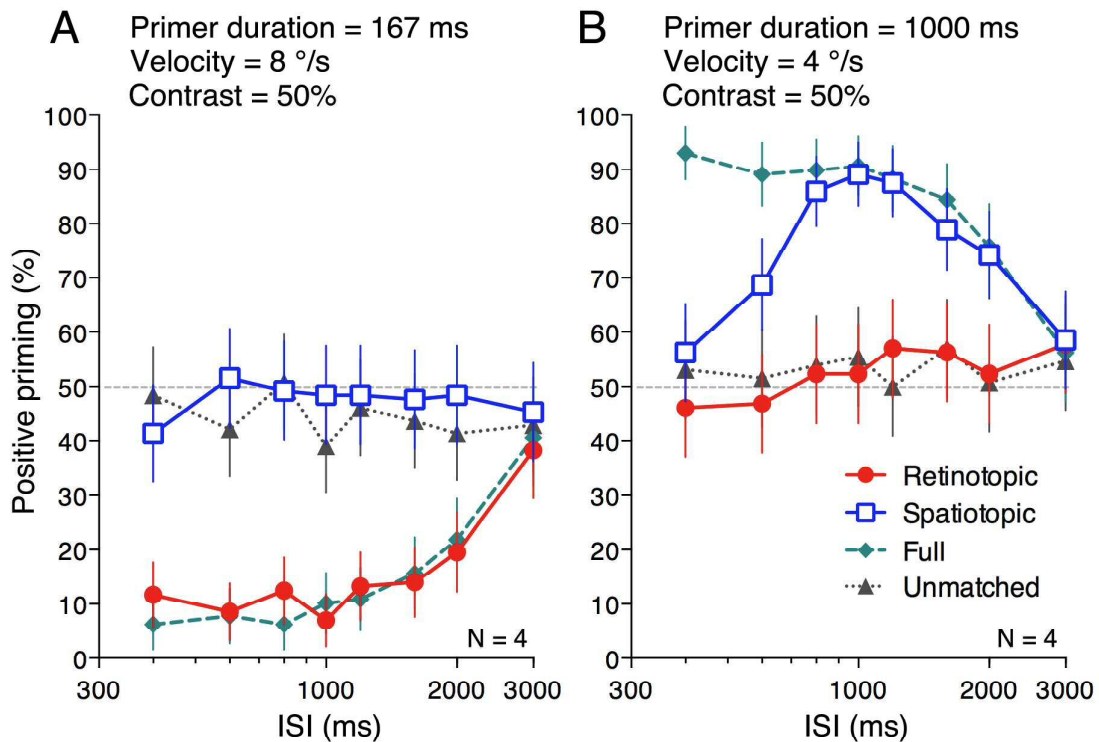 A
Primer duration = 167 ms
Velocity = 8 °/s
Contrast = 50%
B
Primer duration = 1000 ms
Velocity = 4 °/s
Contrast = 50%
Positive priming (%)
100
90
80
70
60
50
40
30
20
10
0
300
1000
2000
3000
ISI (ms)
N = 4
100
90
80
70
60
50
40
30
20
10
0
Retinotopic
Spatiotopic
Full
Unmatched
N = 4
300
1000
2000
3000
ISI (ms)